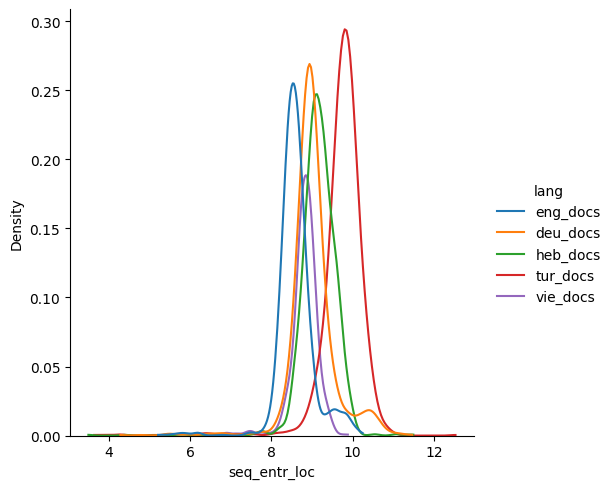 0.30
0.25
0.20
0.15
0.10
0.05
0.00
Density
4 6 8 10 12
seq_entr_loc
lang
eng_docs
deu_docs
heb_docs
tur_docs
vie_docs